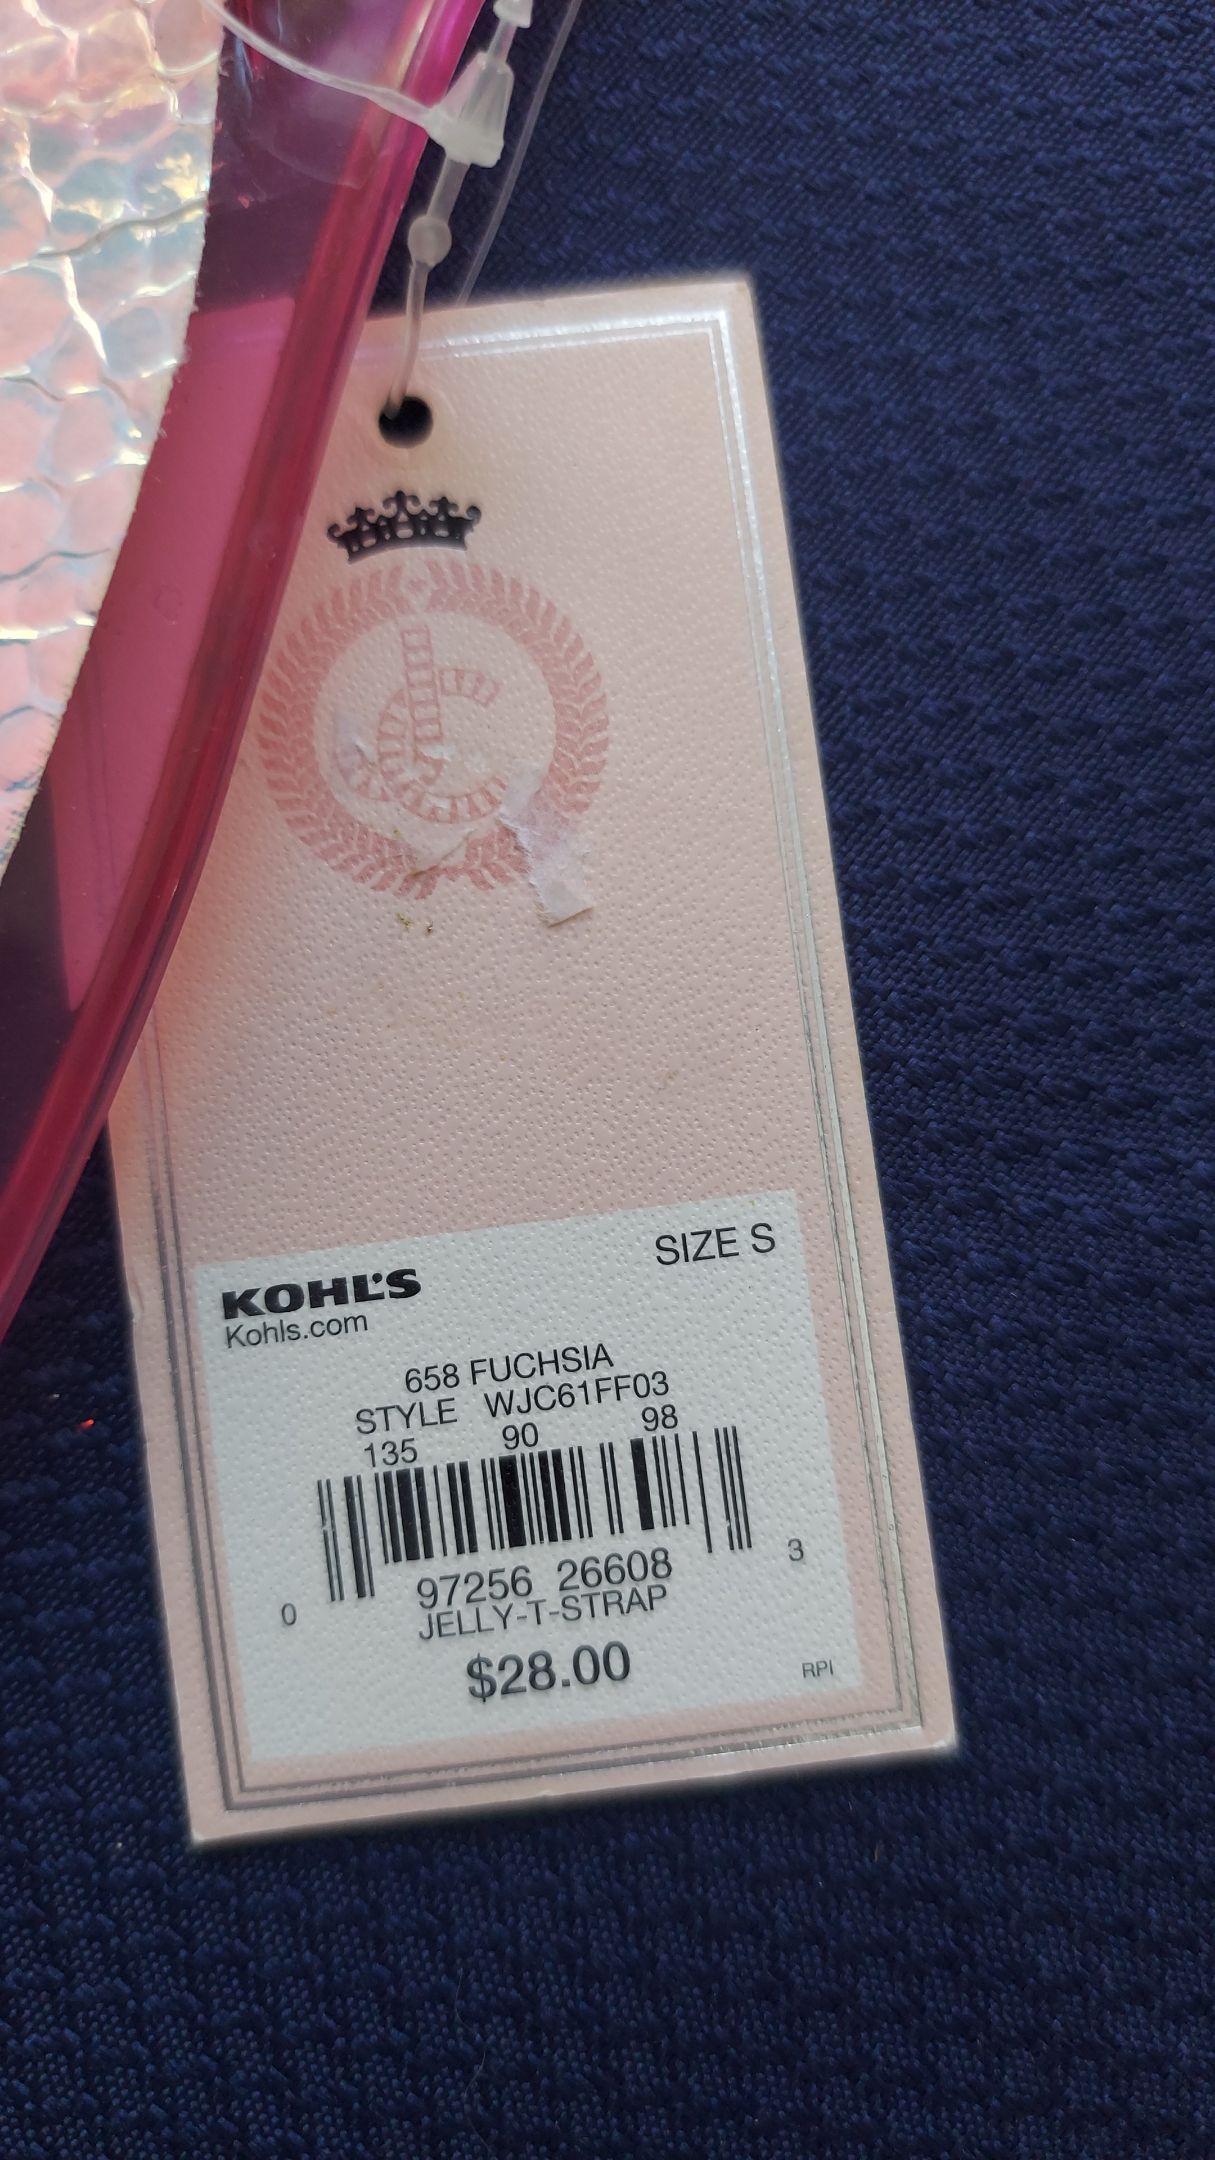 SIZE S
KOHL'S
Kohls.com
658 FUCHSIA
STYLE WJC61FF03
135 90 98
0 97256 26608 3
JELLY-T-STRAP
$28.00
RPI